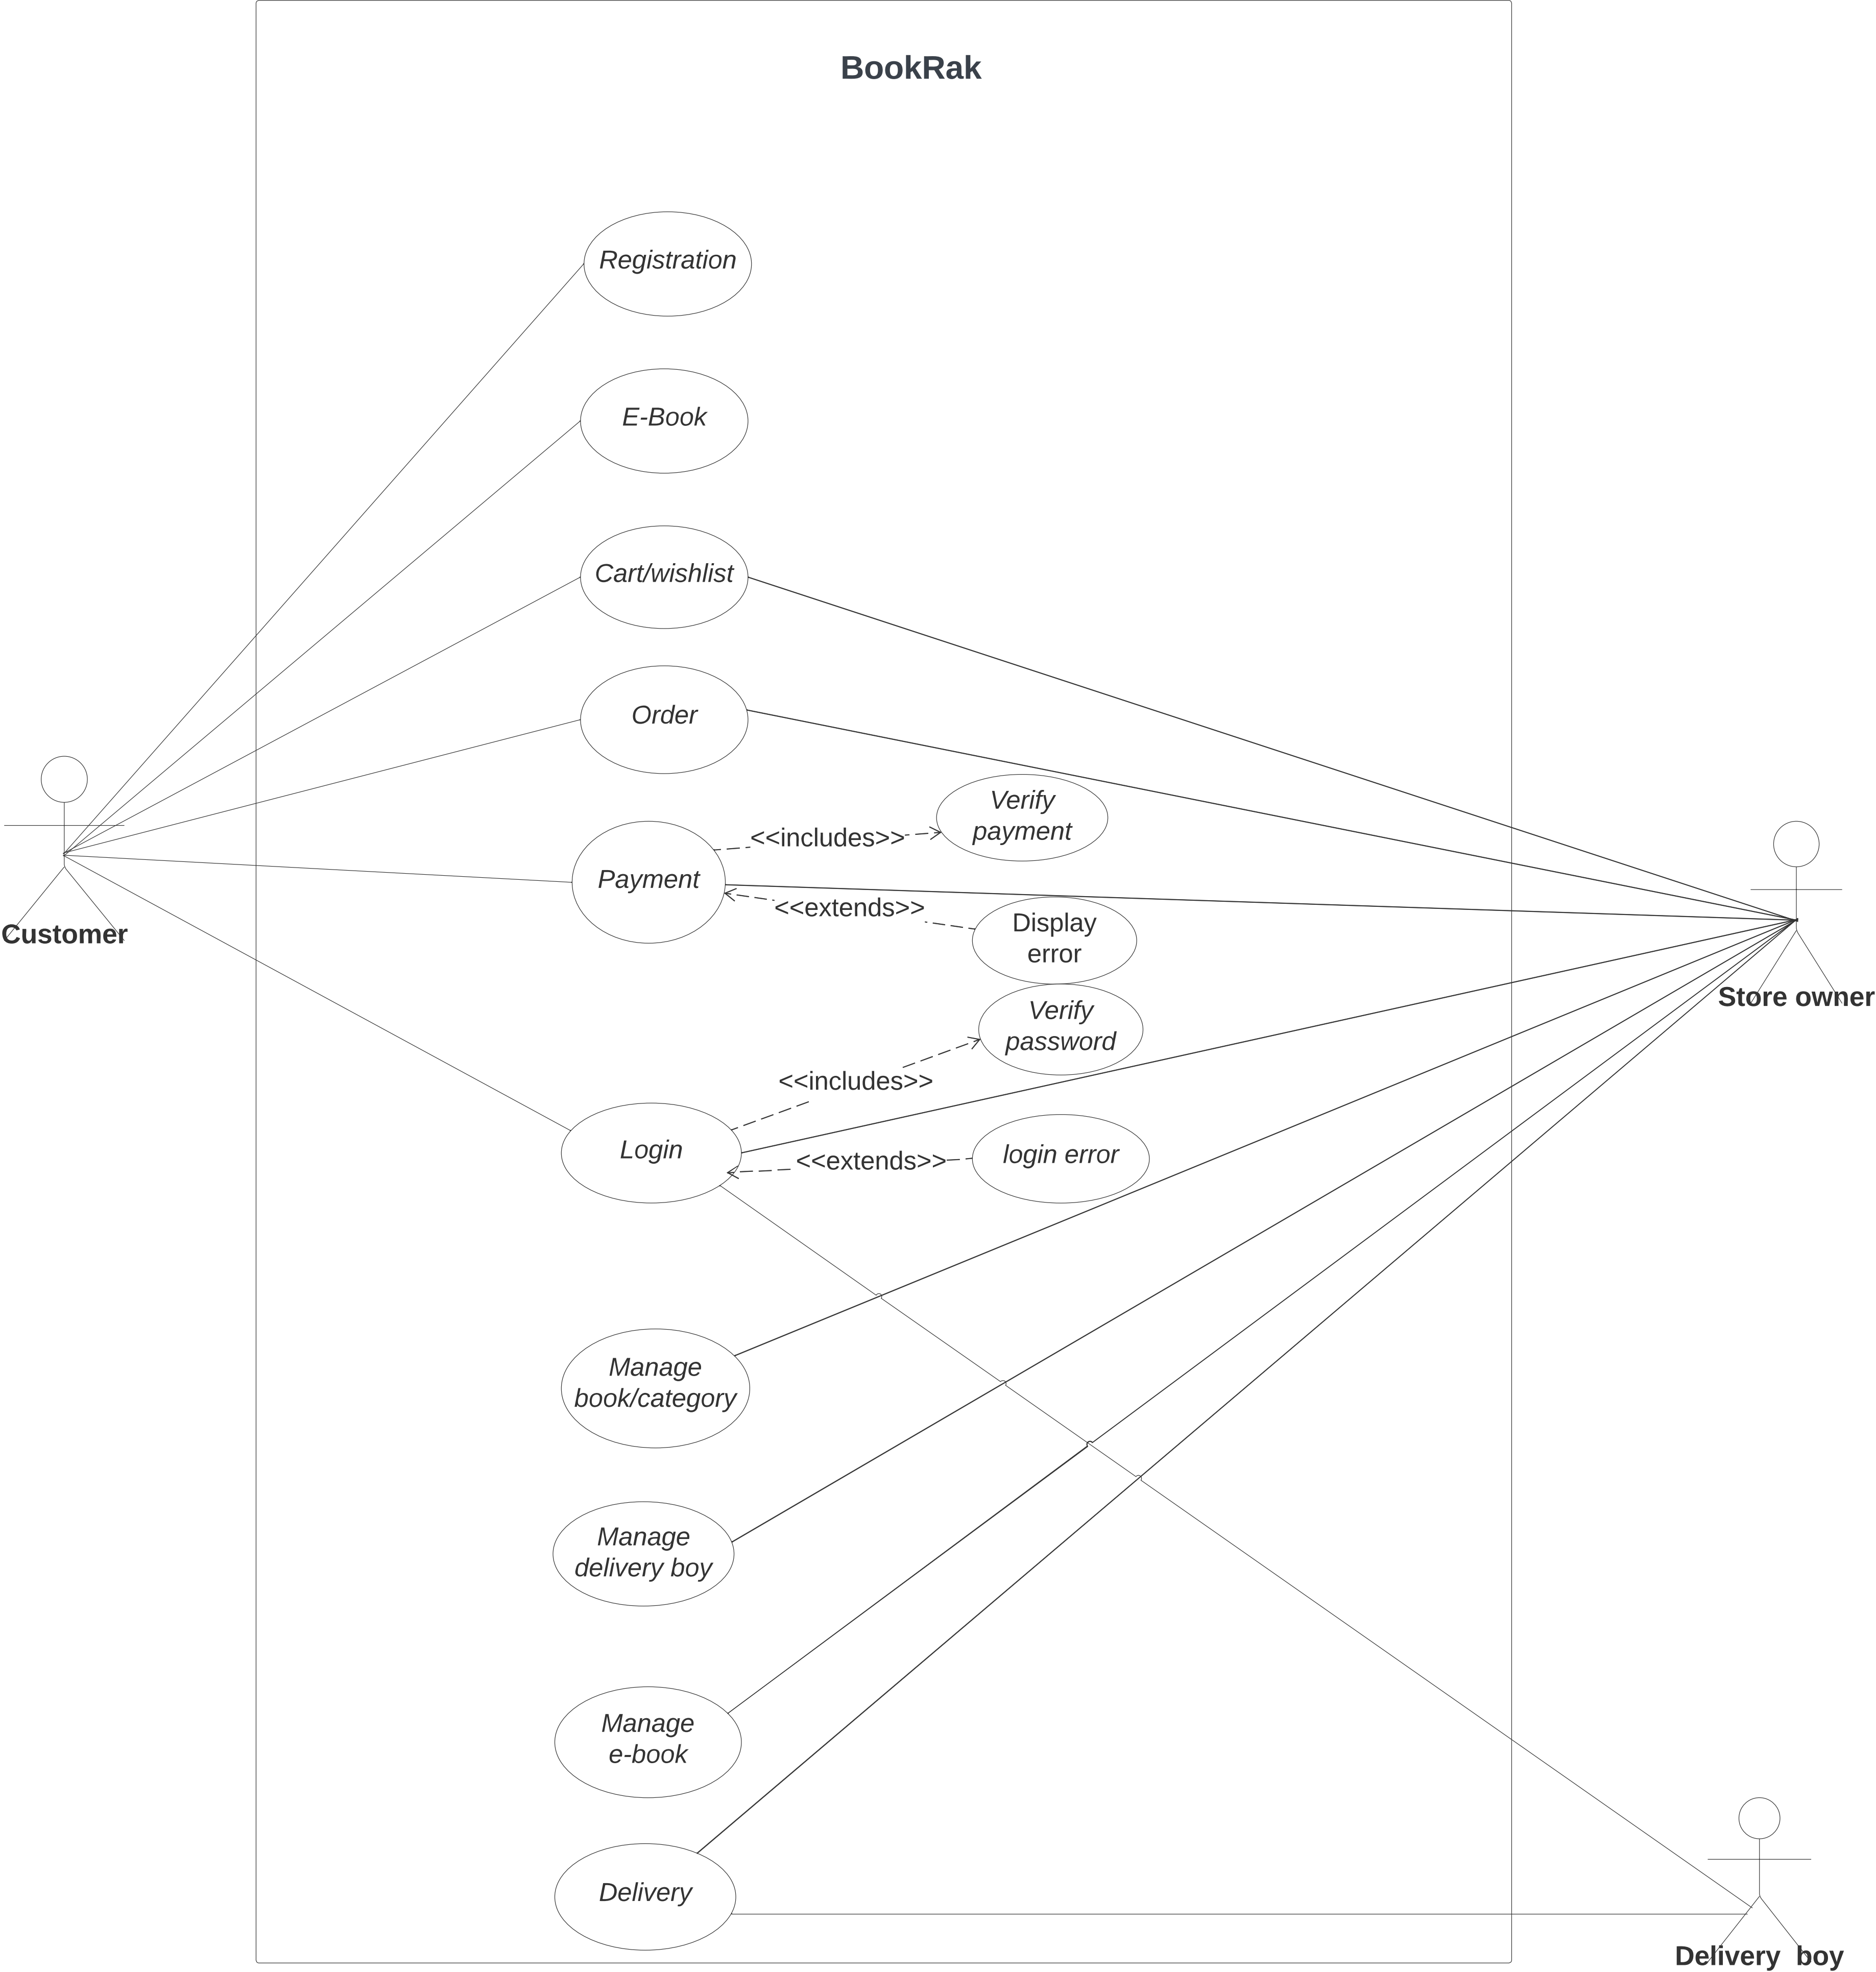 BookRak
Registration
E-Book
Cart/wishlist
Order
Verify
payment
<<includes>>
Payment
<<extends>>
Display
error
Customer
Store owner
Verify
password
<<includes>>
Login
login error
<<extends>>
Manage
book/category
Manage
delivery boy
Manage
e-book
Delivery
Delivery  boy